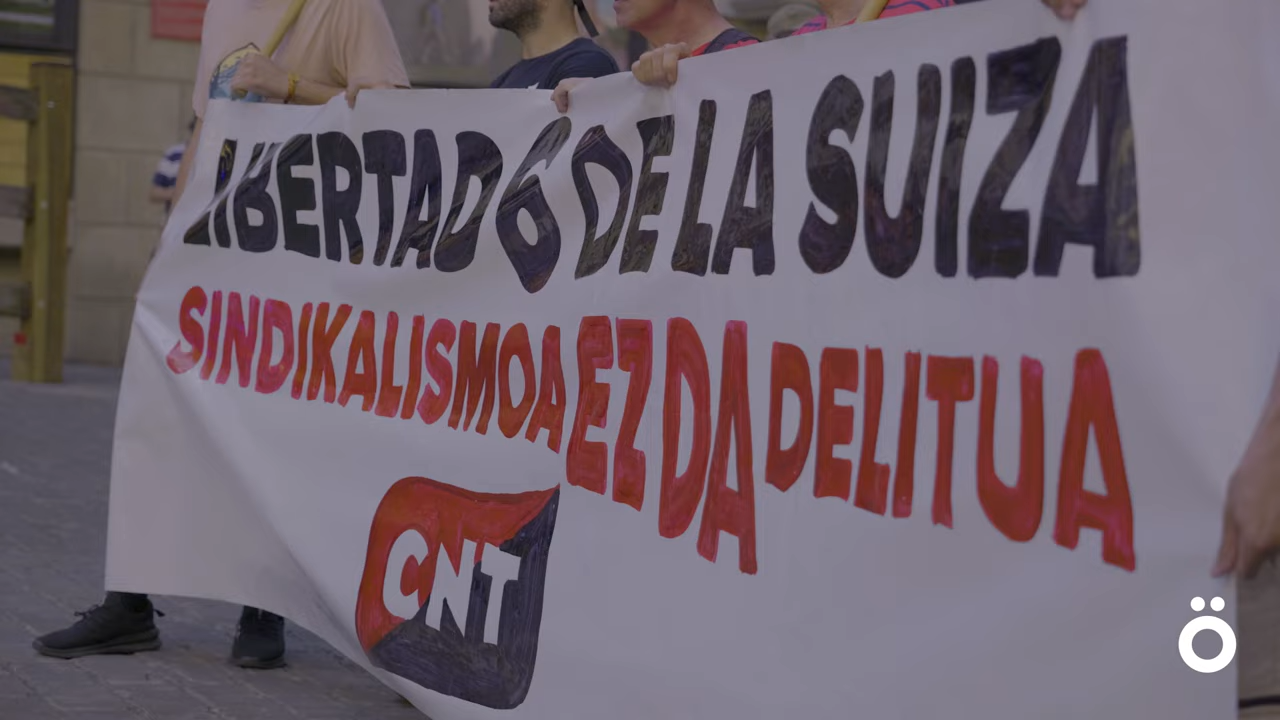 LIBERTAD 6 DE LA SUIZA
SINDIKALISMOA EZ DA DELITUA
CNT
Ö